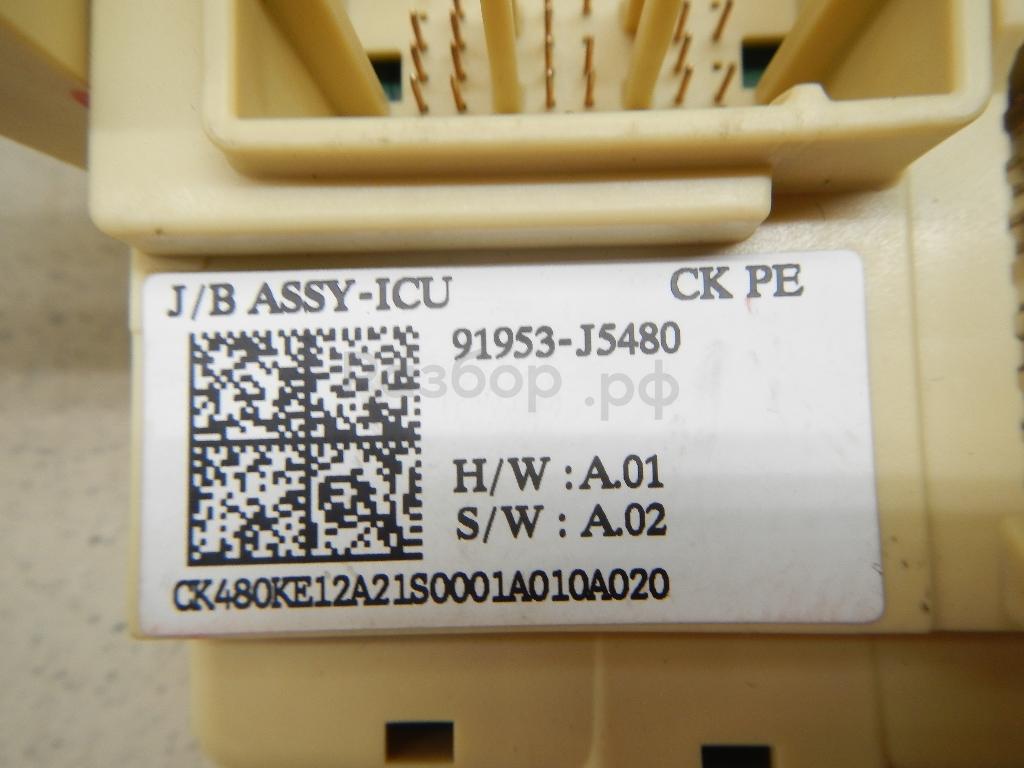 J/B ASSY-ICU CK PE
91953-J5480
Разбор.рф
H/W : A.01
S/W : A.02
CK480KE12A21S0001A010A020